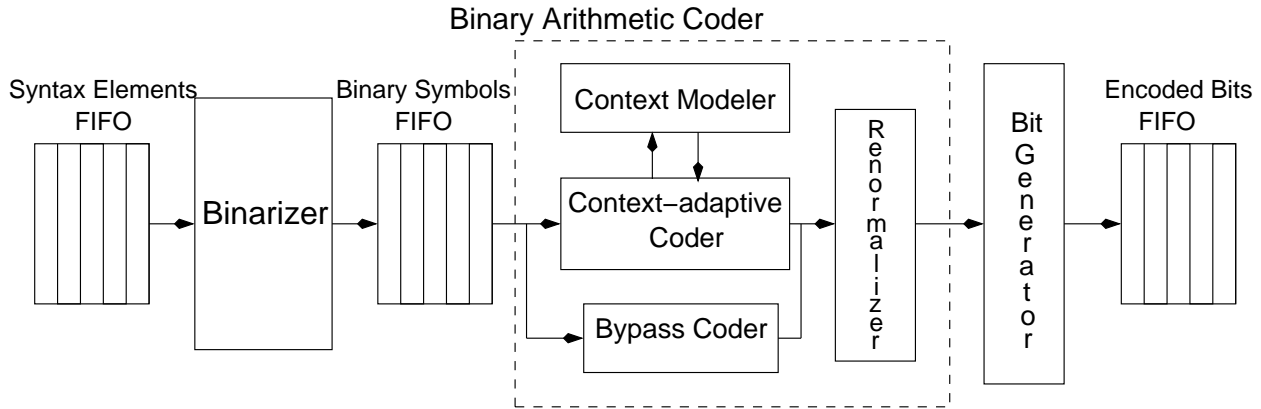 Binary Arithmetic Coder
Syntax Elements
FIFO
Binarizer
Binary Symbols
FIFO
Context Modeler
Context-adaptive
Coder
Bypass Coder
Renormalizer
Bit
Generator
Encoded Bits
FIFO